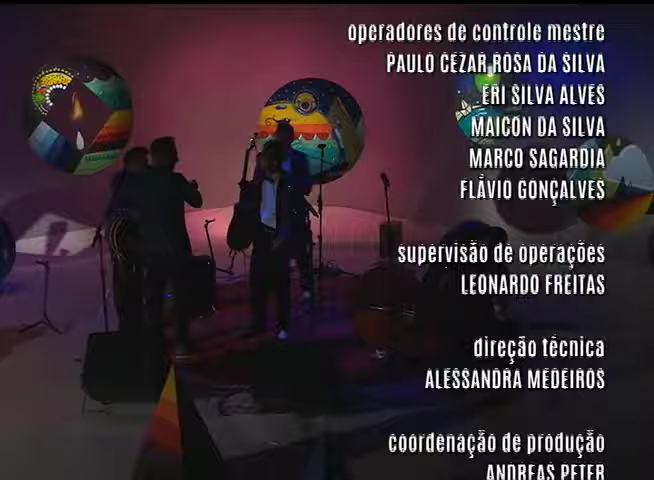 operadores de controle mestre
PAULO CEZAR ROSA DA SILVA
ERI SILVA ALVES
MAICON DA SILVA
MARCO SAGARDIA
FLÁVIO GONÇALVES
supervisão de operações
LEONARDO FREITAS
direção técnica
ALESSANDRA MEDEIROS
coordenação de produção
ANDREAS PETER